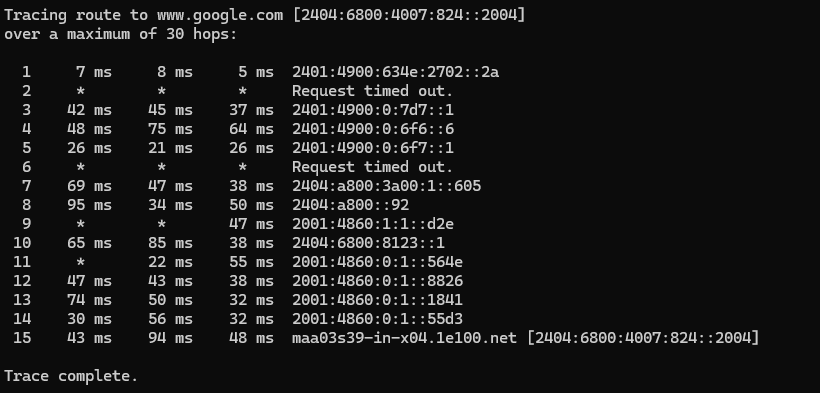 Tracing route to www.google.com [2404:6800:4007:824::2004]
over a maximum of 30 hops:
1 7 ms 8 ms 5 ms 2401:4900:634e:2702::2a
2 * * * Request timed out.
3 42 ms 45 ms 37 ms 2401:4900:0:7d7::1
4 48 ms 75 ms 64 ms 2401:4900:0:6f6::6
5 26 ms 21 ms 26 ms 2401:4900:0:6f7::1
6 * * * Request timed out.
7 69 ms 47 ms 38 ms 2404:a800:3a00:1::605
8 95 ms 34 ms 50 ms 2404:a800::92
9 * * 47 ms 2001:4860:1:1::d2e
10 65 ms 85 ms 38 ms 2404:6800:8123::1
11 * 22 ms 55 ms 2001:4860:0:1::564e
12 47 ms 43 ms 38 ms 2001:4860:0:1::8826
13 74 ms 50 ms 32 ms 2001:4860:0:1::1841
14 30 ms 56 ms 32 ms 2001:4860:0:1::55d3
15 43 ms 94 ms 48 ms maa03s39-in-x04.1e100.net [2404:6800:4007:824::2004]
Trace complete.